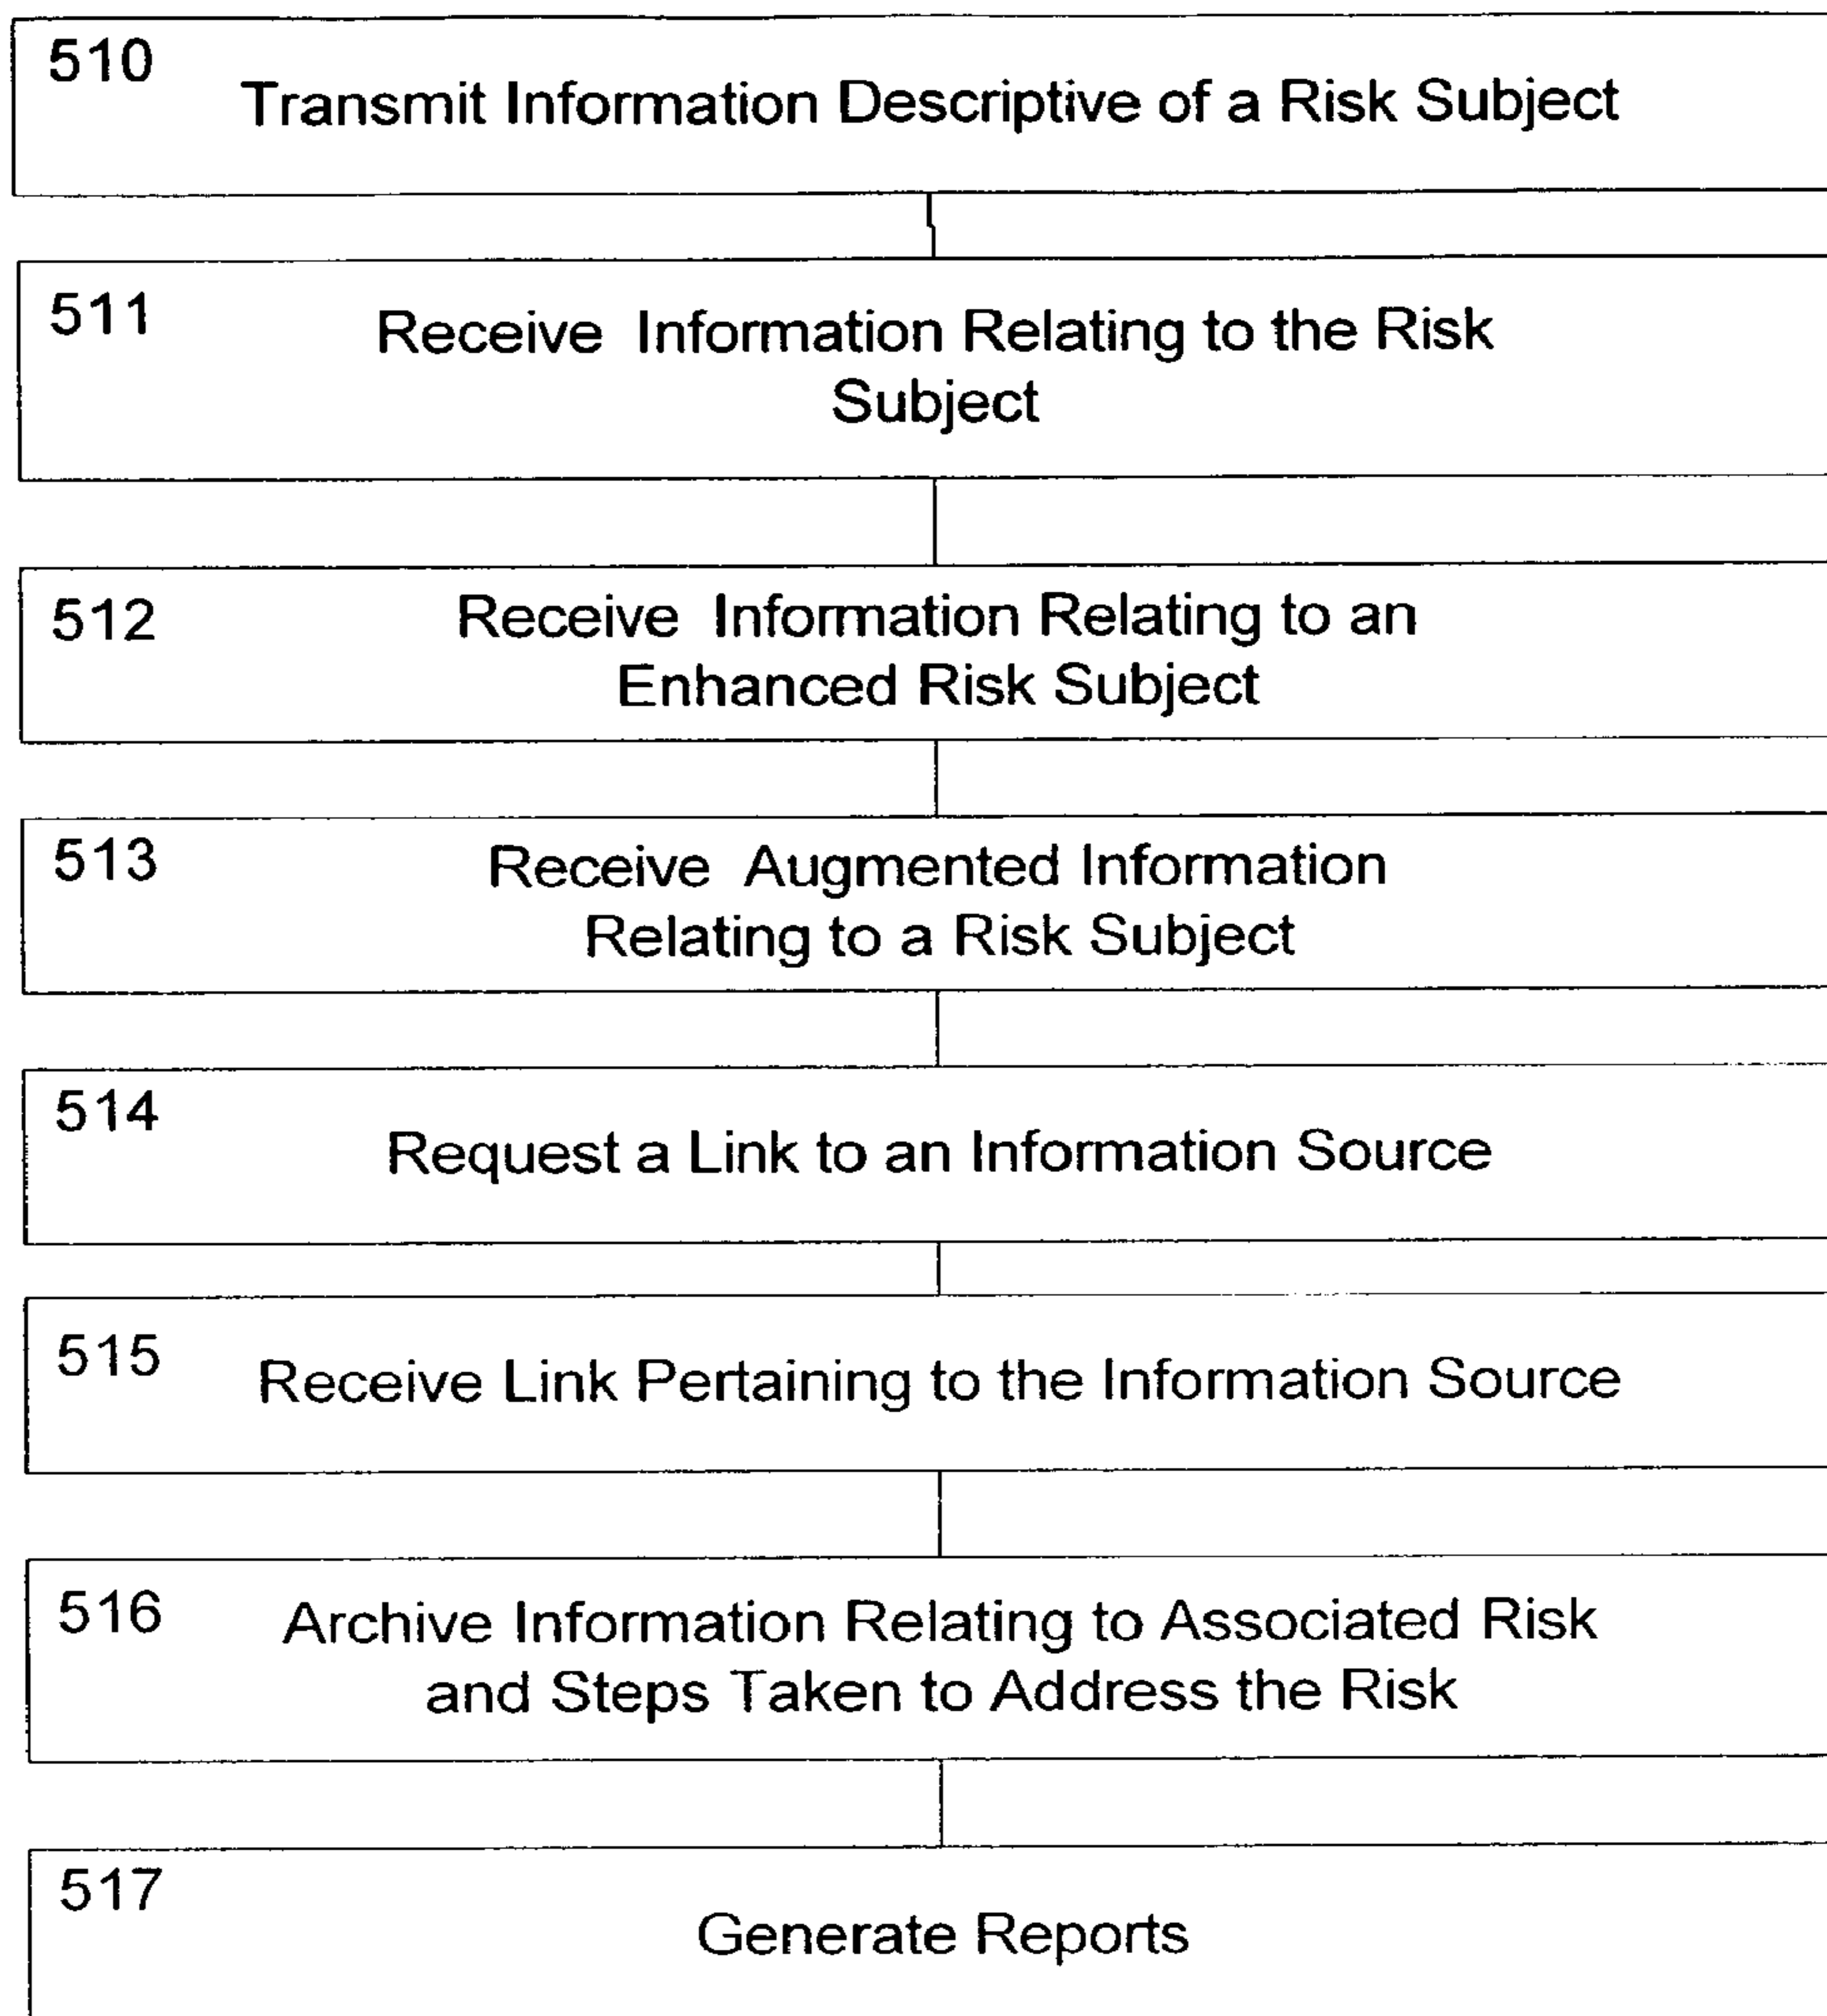 510
Transmit Information Descriptive of a Risk Subject
511
Receive Information Relating to the Risk
Subject
512
Receive Information Relating to an
Enhanced Risk Subject
513
Receive Augmented Information
Relating to a Risk Subject
514
Request a Link to an Information Source
515
Receive Link Pertaining to the Information Source
516
Archive Information Relating to Associated Risk
and Steps Taken to Address the Risk
517
Generate Reports